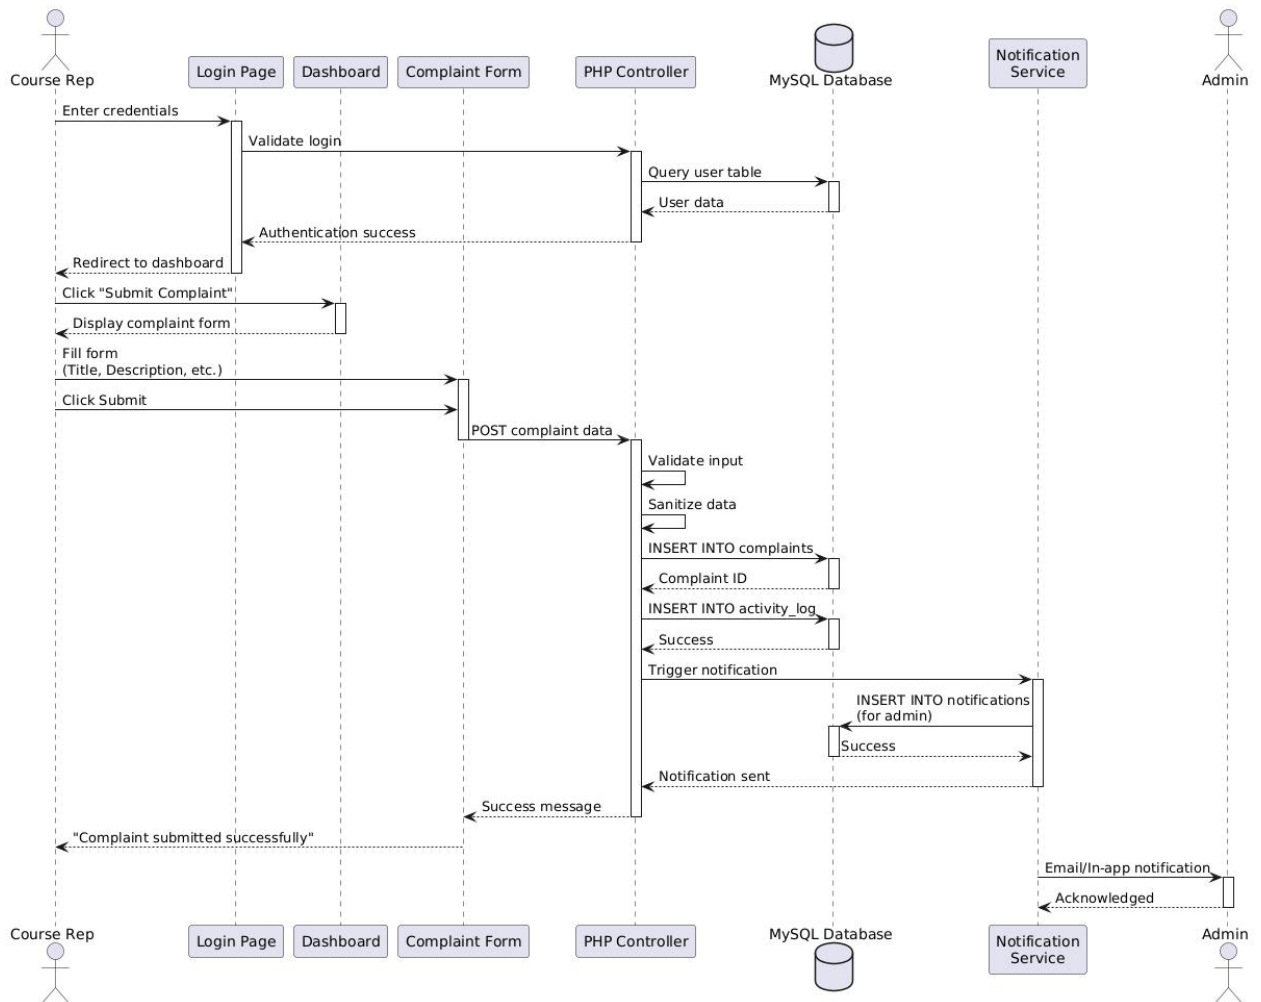 Course Rep
Login Page
Dashboard
Complaint Form
PHP Controller
MySQL Database
Notification
Service
Admin
Enter credentials
Validate login
Query user table
User data
Authentication success
Redirect to dashboard
Click "Submit Complaint"
Display complaint form
Fill form
(Title, Description, etc.)
Click Submit
POST complaint data
Validate input
Sanitize data
INSERT INTO complaints
Complaint ID
INSERT INTO activity_log
Success
Trigger notification
INSERT INTO notifications
(for admin)
Success
Notification sent
Success message
"Complaint submitted successfully"
Email/In-app notification
Acknowledged
Course Rep
Login Page
Dashboard
Complaint Form
PHP Controller
MySQL Database
Notification
Service
Admin